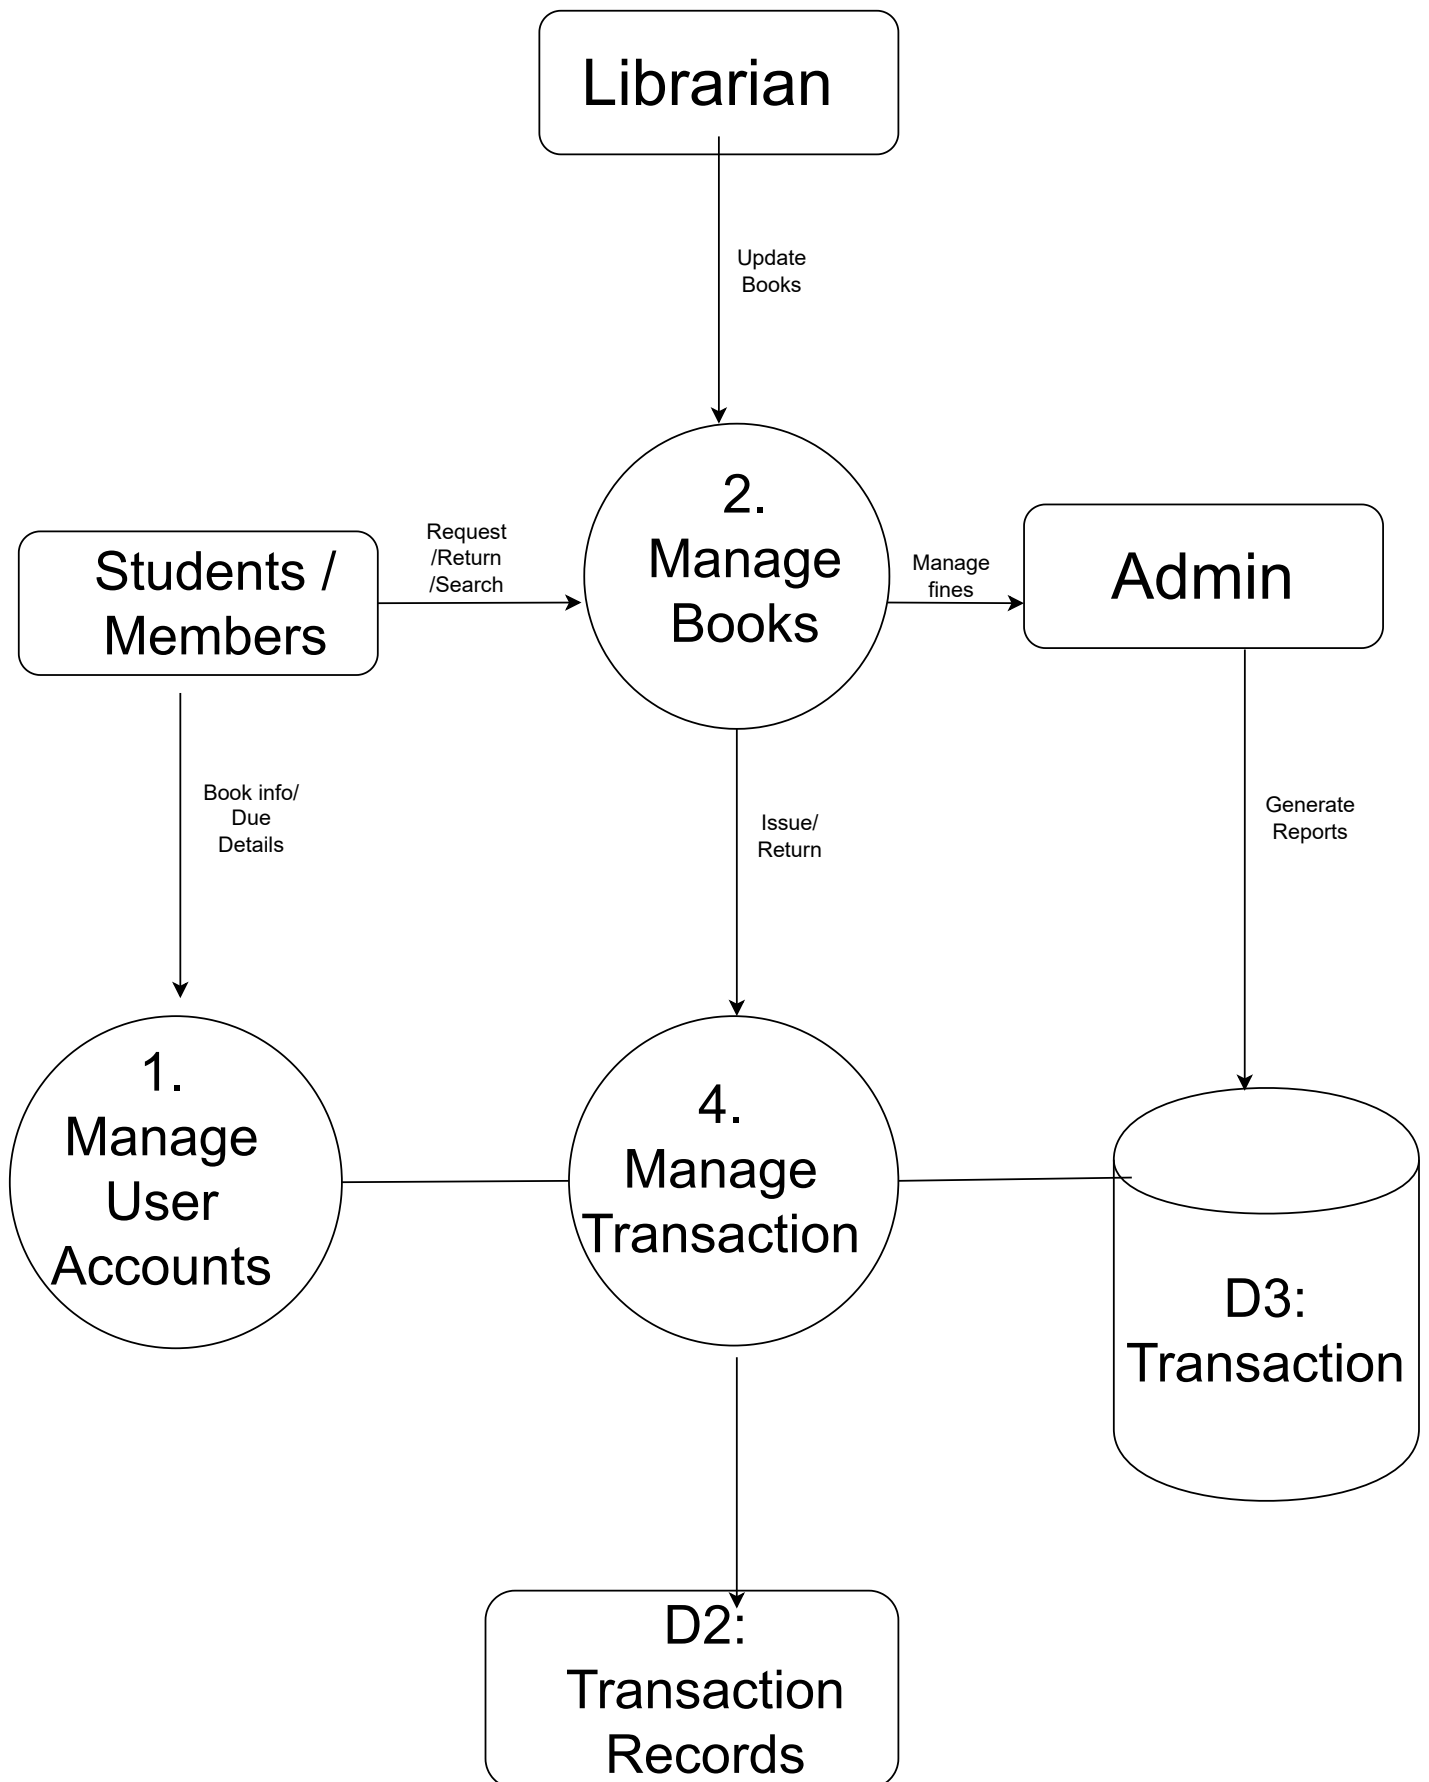 Librarian
Update
Books
2.
Manage
Books
Request
/Return
/Search
Students /
Members
Manage
fines
Admin
Book info/
Due
Details
Issue/
Return
Generate
Reports
1.
Manage
User
Accounts
4.
Manage
Transaction
D3:
Transaction
D2:
Transaction
Records